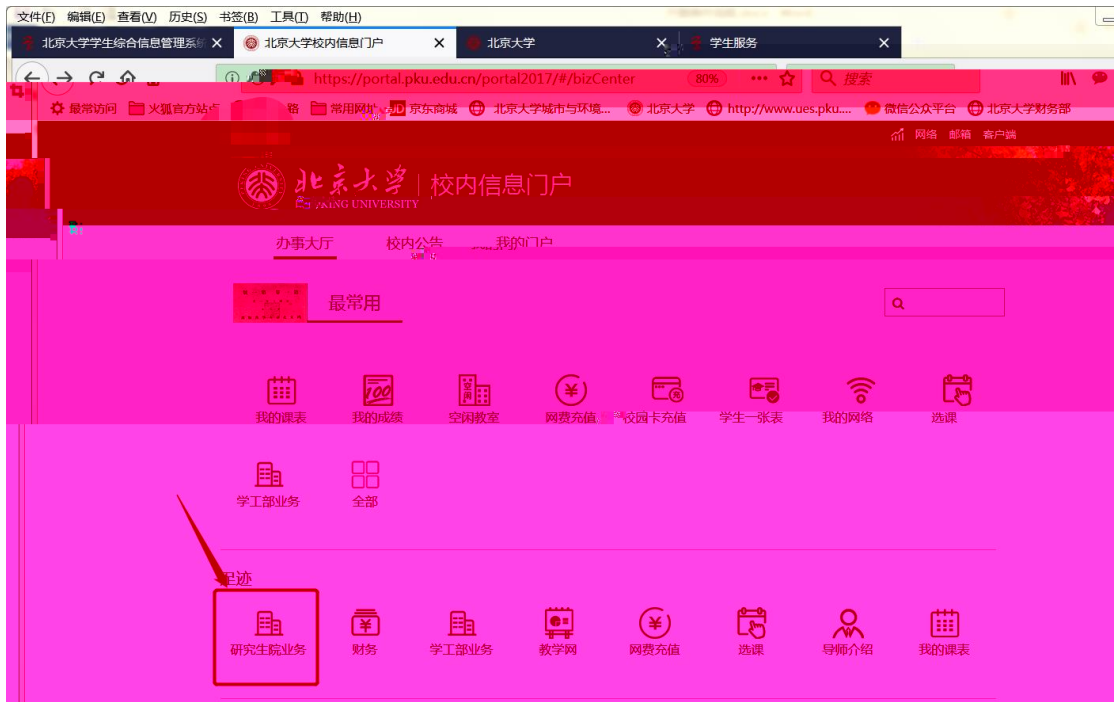 文件(F) 编辑(E) 查看(V) 历史(S) 书签(B) 工具(T) 帮助(H)
北京大学学生综合信息管理系统 北京大学校内信息门户 北京大学 学生服务
https://portal.pku.edu.cn/portal2017/#/bizCenter 80% 搜索
最常访问 火狐官方站点 常用网址 JD 京东商城 北京大学城市与环境... 北京大学 http://www.ues.pku.... 微信公众平台 北京大学财务部
网络 邮箱 客户端
北京大学 校内信息门户
PEKING UNIVERSITY
办事大厅 校内公告 我的门户
最常用
我的课表 我的成绩 空闲教室 网费充值 校园卡充值 学生一张表 我的网络 选课
学工部业务 全部
足迹
研究生院业务 财务 学工部业务 教学网 网费充值 选课 导师介绍 我的课表